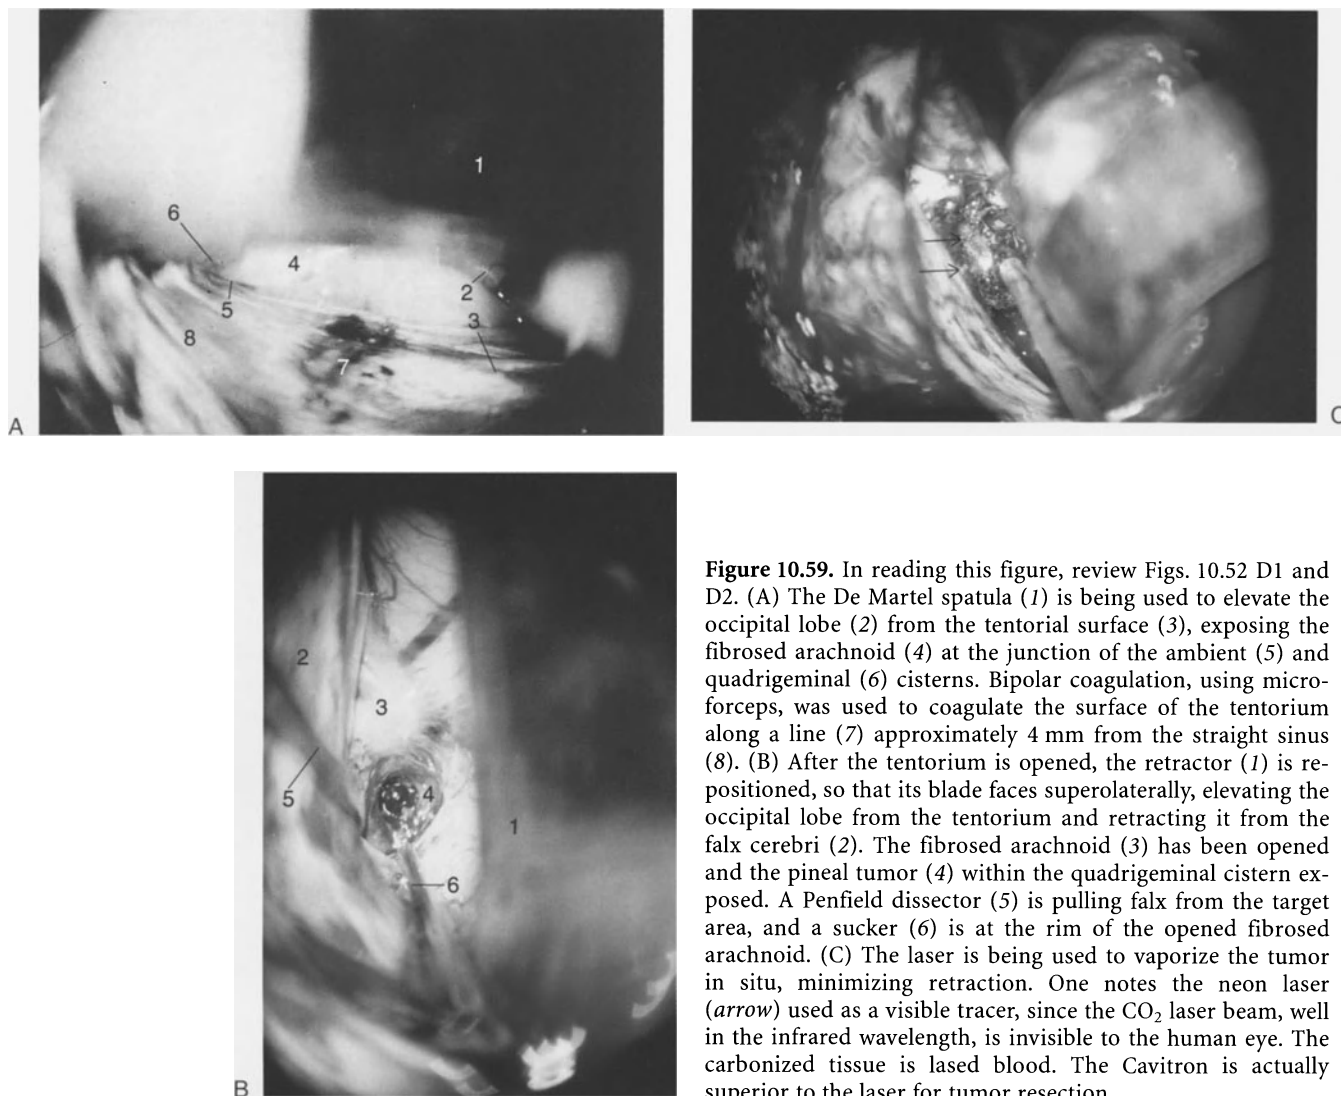 1
6
4
2
5
3
8
7
A
C
2
3
5
4
1
6
B
Figure 10.59. In reading this figure, review Figs. 10.52 D1 and
D2. (A) The De Martel spatula (1) is being used to elevate the
occipital lobe (2) from the tentorial surface (3), exposing the
fibrosed arachnoid (4) at the junction of the ambient (5) and
quadrigeminal (6) cisterns. Bipolar coagulation, using micro-
forceps, was used to coagulate the surface of the tentorium
along a line (7) approximately 4 mm from the straight sinus
(8). (B) After the tentorium is opened, the retractor (1) is re-
positioned, so that its blade faces superolaterally, elevating the
occipital lobe from the tentorium and retracting it from the
falx cerebri (2). The fibrosed arachnoid (3) has been opened
and the pineal tumor (4) within the quadrigeminal cistern ex-
posed. A Penfield dissector (5) is pulling falx from the target
area, and a sucker (6) is at the rim of the opened fibrosed
arachnoid. (C) The laser is being used to vaporize the tumor
in situ, minimizing retraction. One notes the neon laser
(arrow) used as a visible tracer, since the CO₂ laser beam, well
in the infrared wavelength, is invisible to the human eye. The
carbonized tissue is lased blood. The Cavitron is actually
superior to the laser for tumor resection.